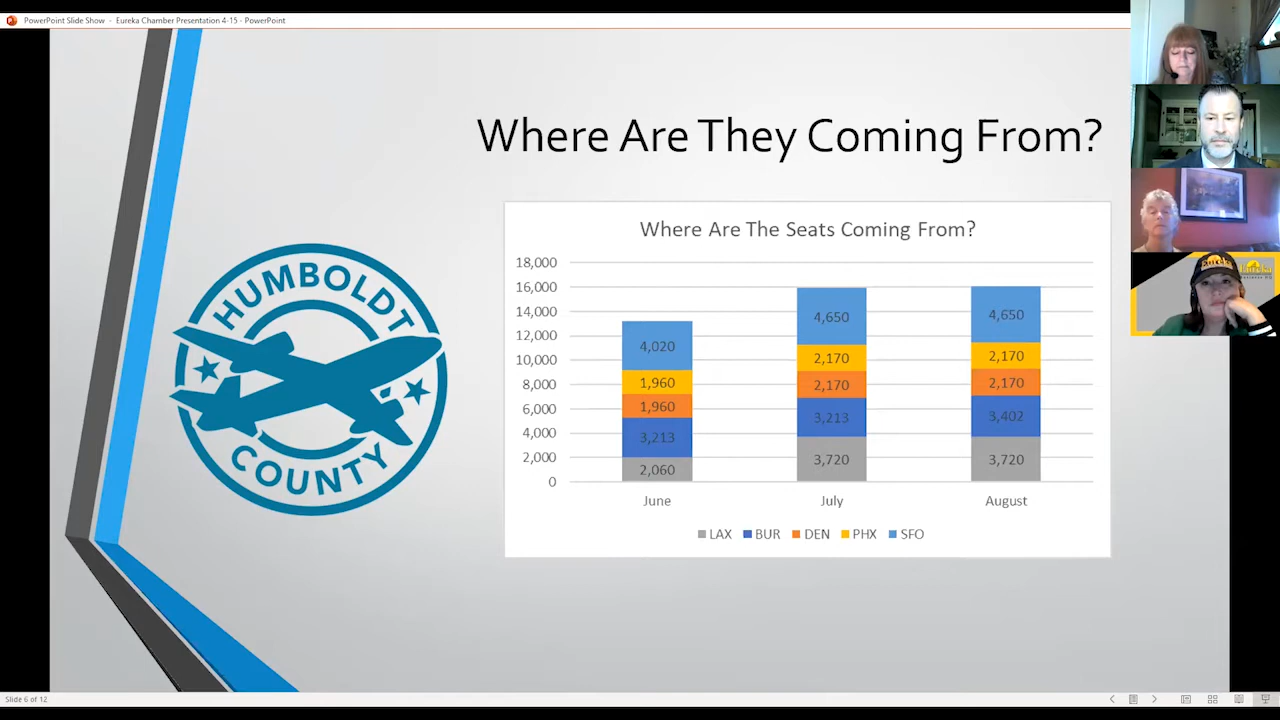 PowerPoint Slide Show - Eureka Chamber Presentation 4-15 - PowerPoint
Where Are They Coming From?
HUMBOLDT
COUNTY
Where Are The Seats Coming From?
18,000
16,000
14,000
12,000
10,000
8,000
6,000
4,000
2,000
0
4,020
1,960
1,960
3,213
2,060
4,650
2,170
2,170
3,213
3,720
4,650
2,170
2,170
3,402
3,720
June
July
August
LAX BUR DEN PHX SFO
Eureka
Eureka
Slide 6 of 12